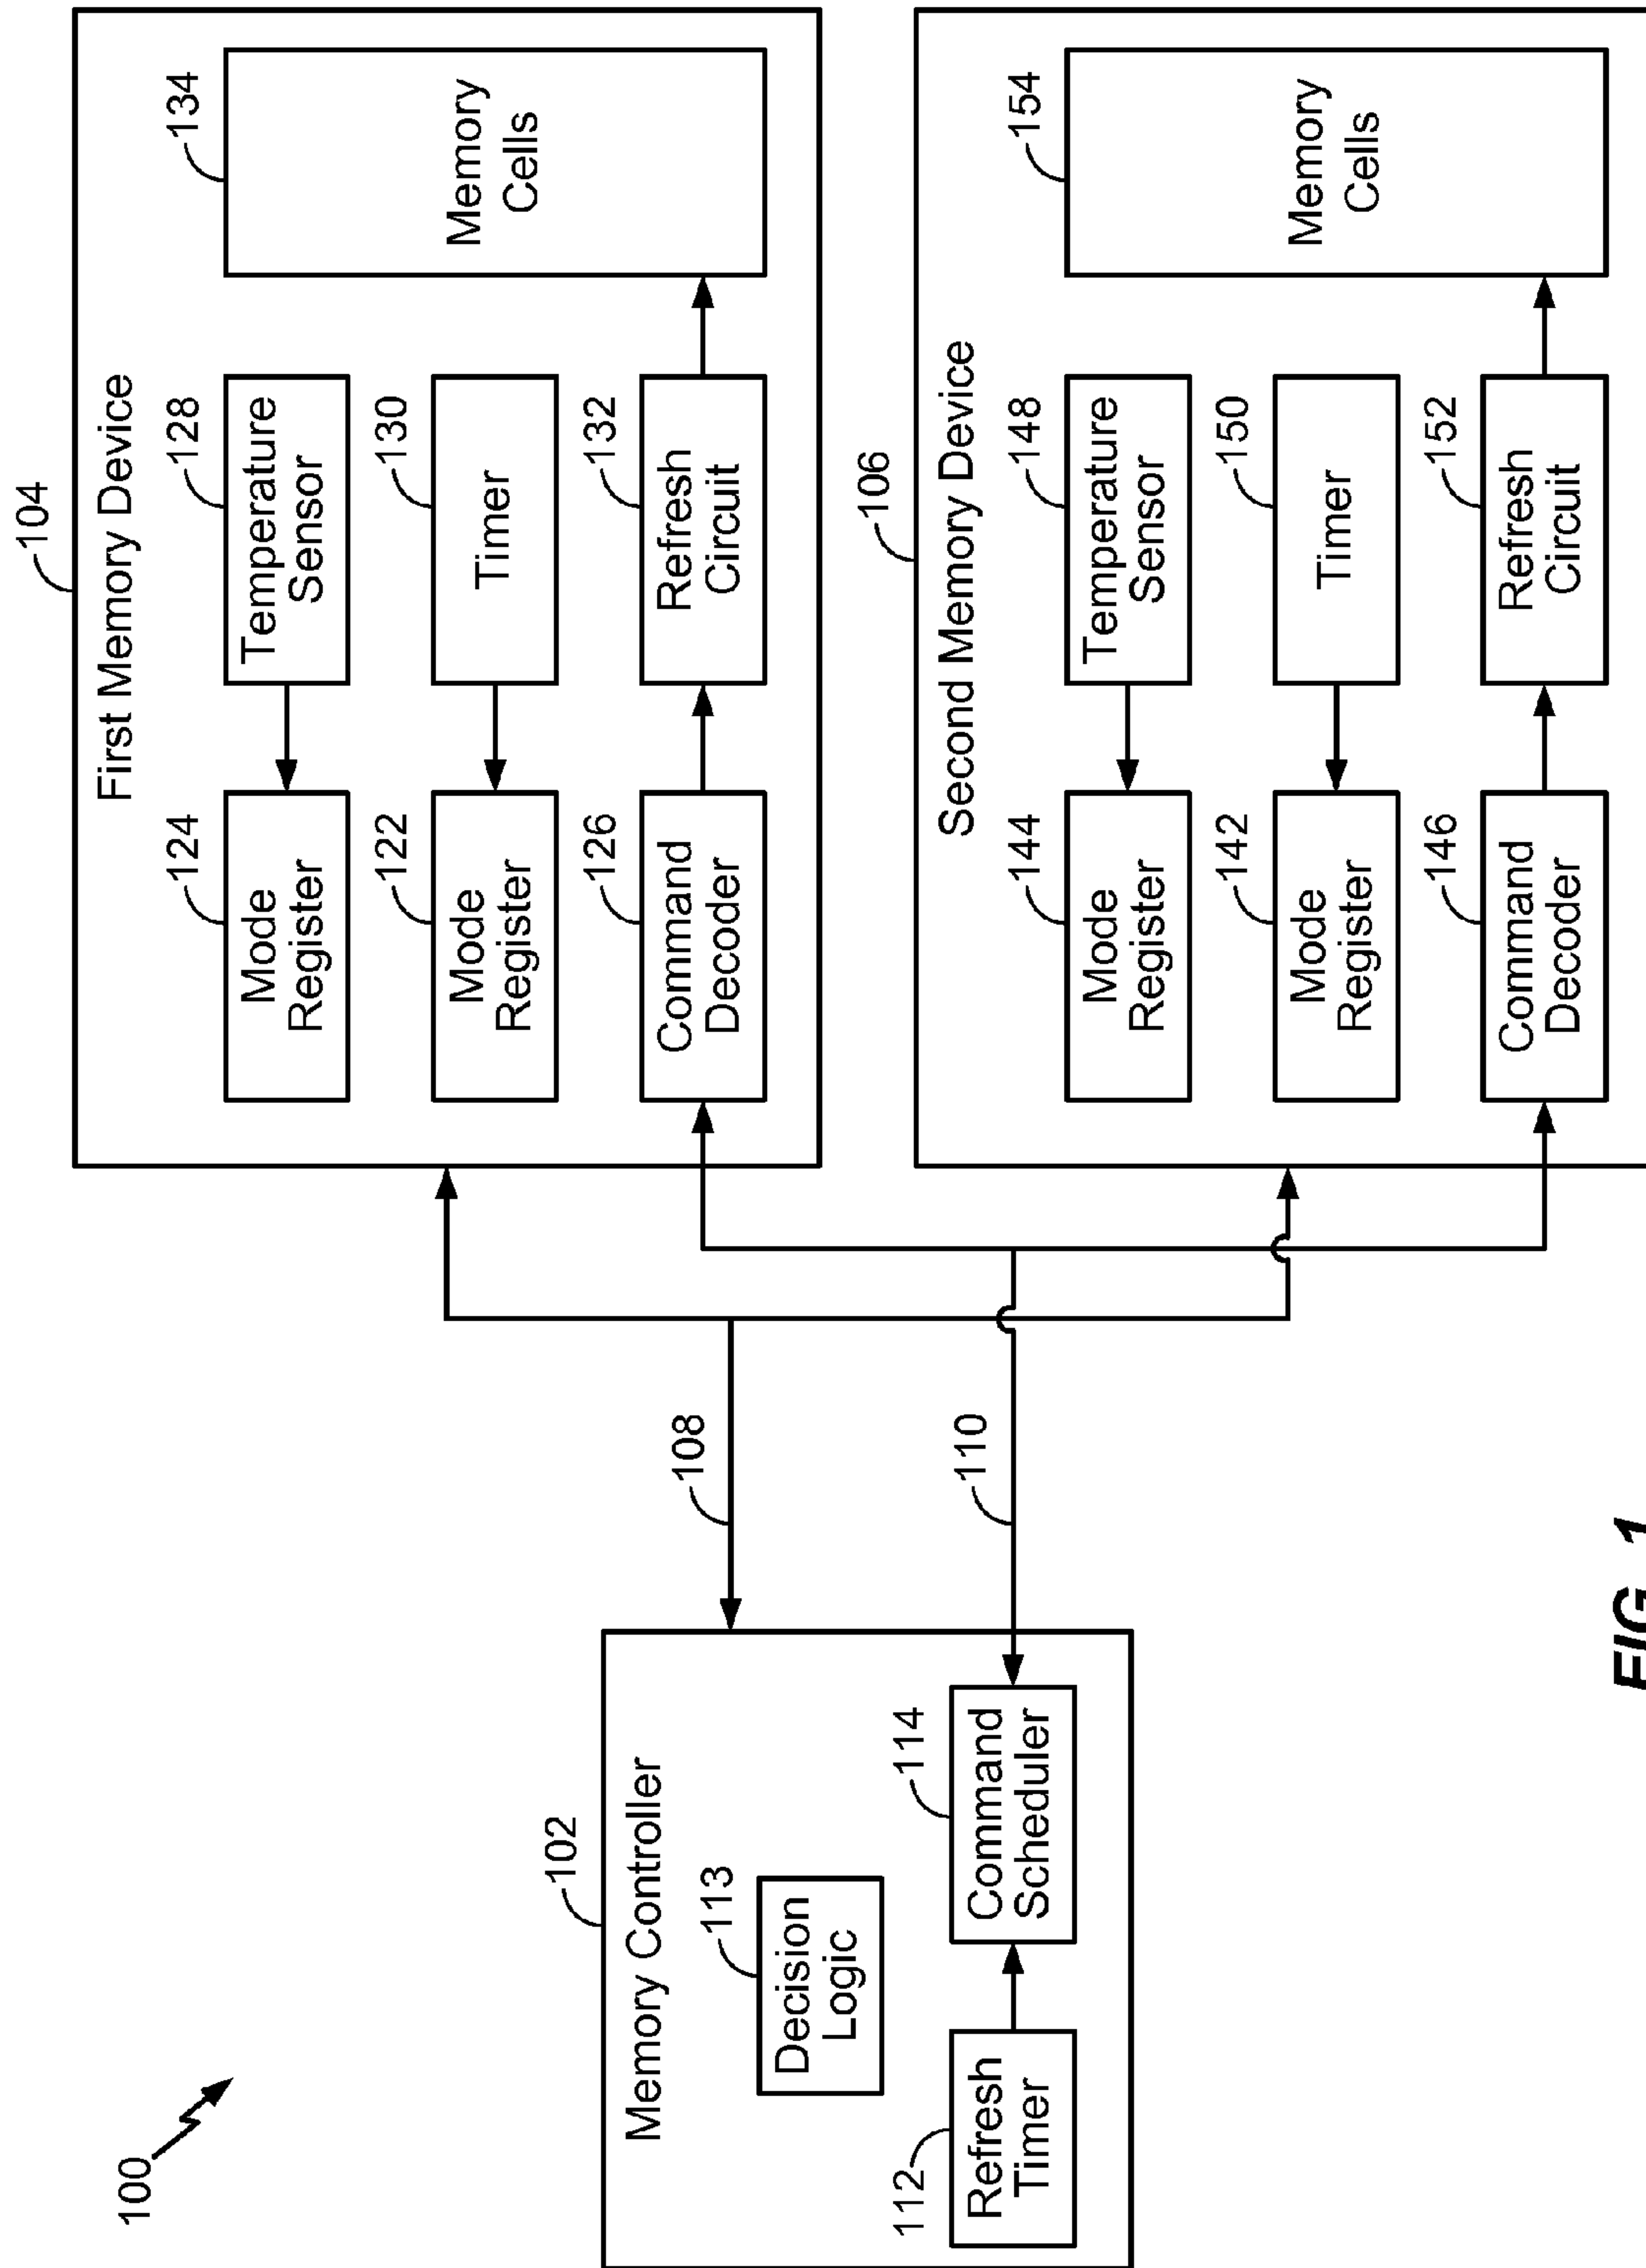 100
102
Memory Controller
113
Decision
Logic
112
Refresh
Timer
114
Command
Scheduler
108
110
104
First Memory Device
124
Mode
Register
128
Temperature
Sensor
134
Memory
Cells
122
Mode
Register
130
Timer
126
Command
Decoder
132
Refresh
Circuit
106
Second Memory Device
144
Mode
Register
148
Temperature
Sensor
154
Memory
Cells
142
Mode
Register
150
Timer
146
Command
Decoder
152
Refresh
Circuit
FIG. 1